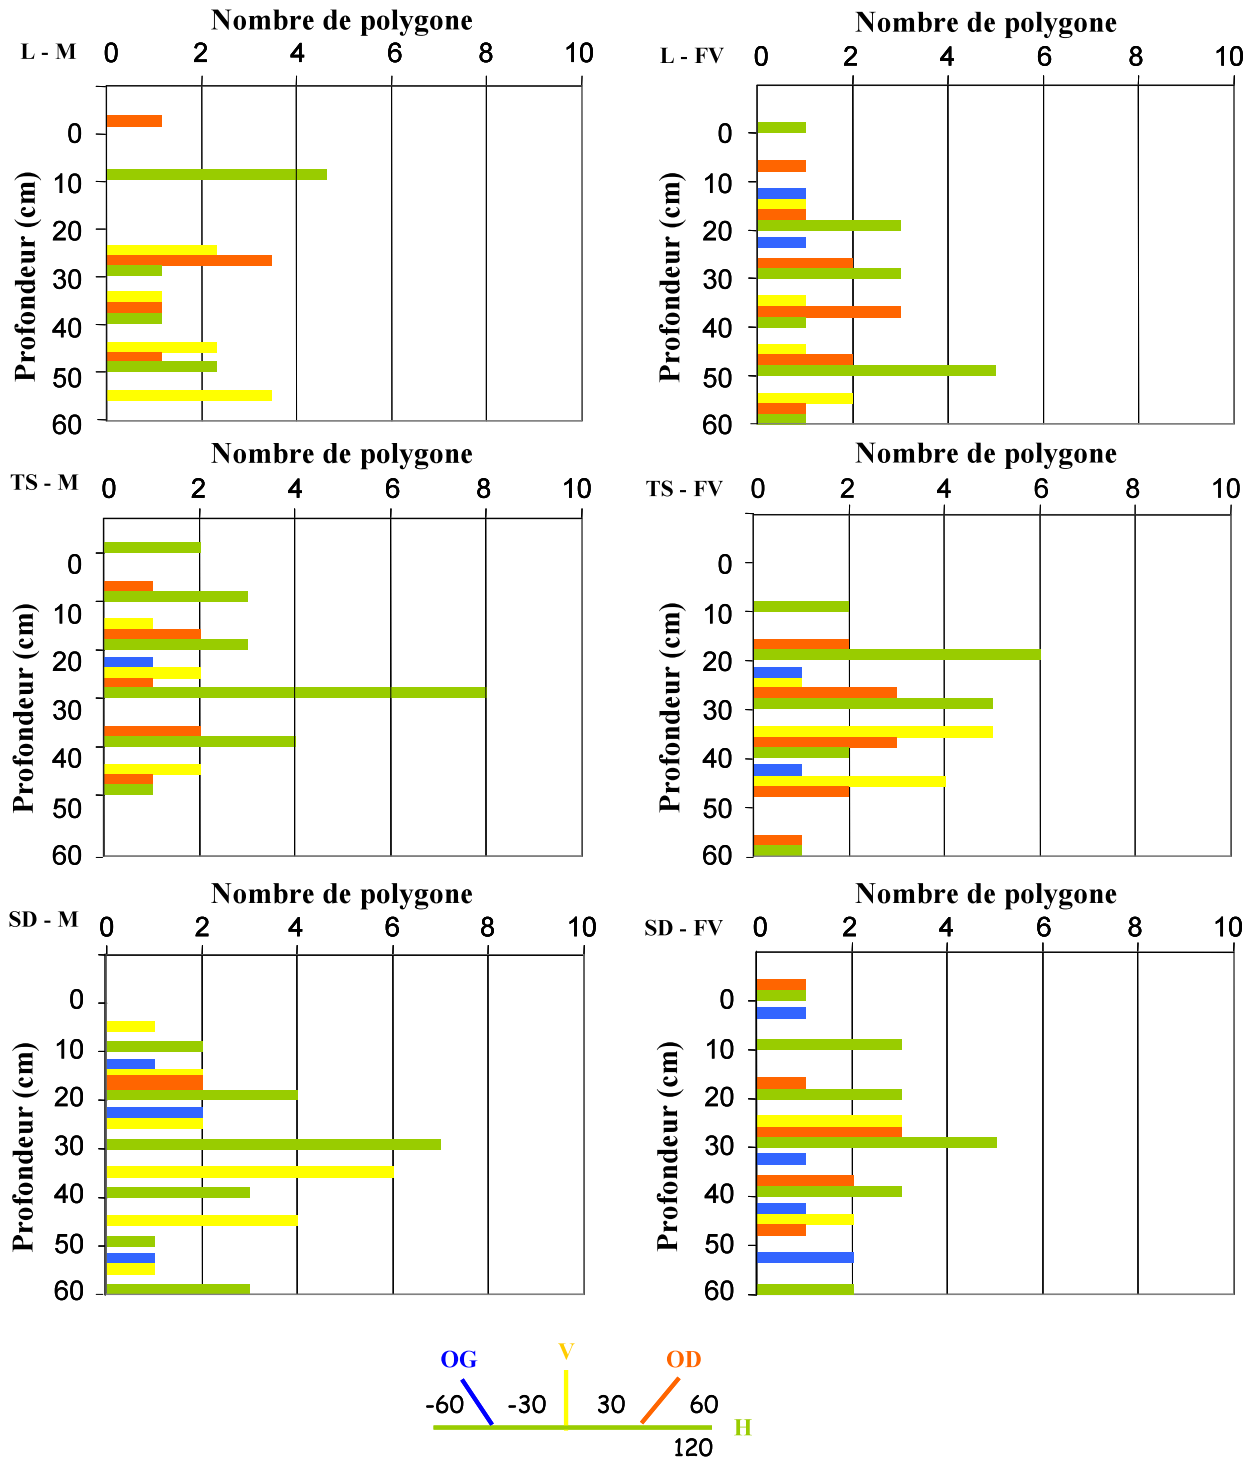 Nombre de polygone
L - M 0 2 4 6 8 10
Profondeur (cm)
0
10
20
30
40
50
60
Nombre de polygone
L - FV 0 2 4 6 8 10
Profondeur (cm)
0
10
20
30
40
50
60
Nombre de polygone
TS - M 0 2 4 6 8 10
Profondeur (cm)
0
10
20
30
40
50
60
Nombre de polygone
TS - FV 0 2 4 6 8 10
Profondeur (cm)
0
10
20
30
40
50
60
Nombre de polygone
SD - M 0 2 4 6 8 10
Profondeur (cm)
0
10
20
30
40
50
60
Nombre de polygone
SD - FV 0 2 4 6 8 10
Profondeur (cm)
0
10
20
30
40
50
60
OG V OD
-60 -30 30 60
H
120